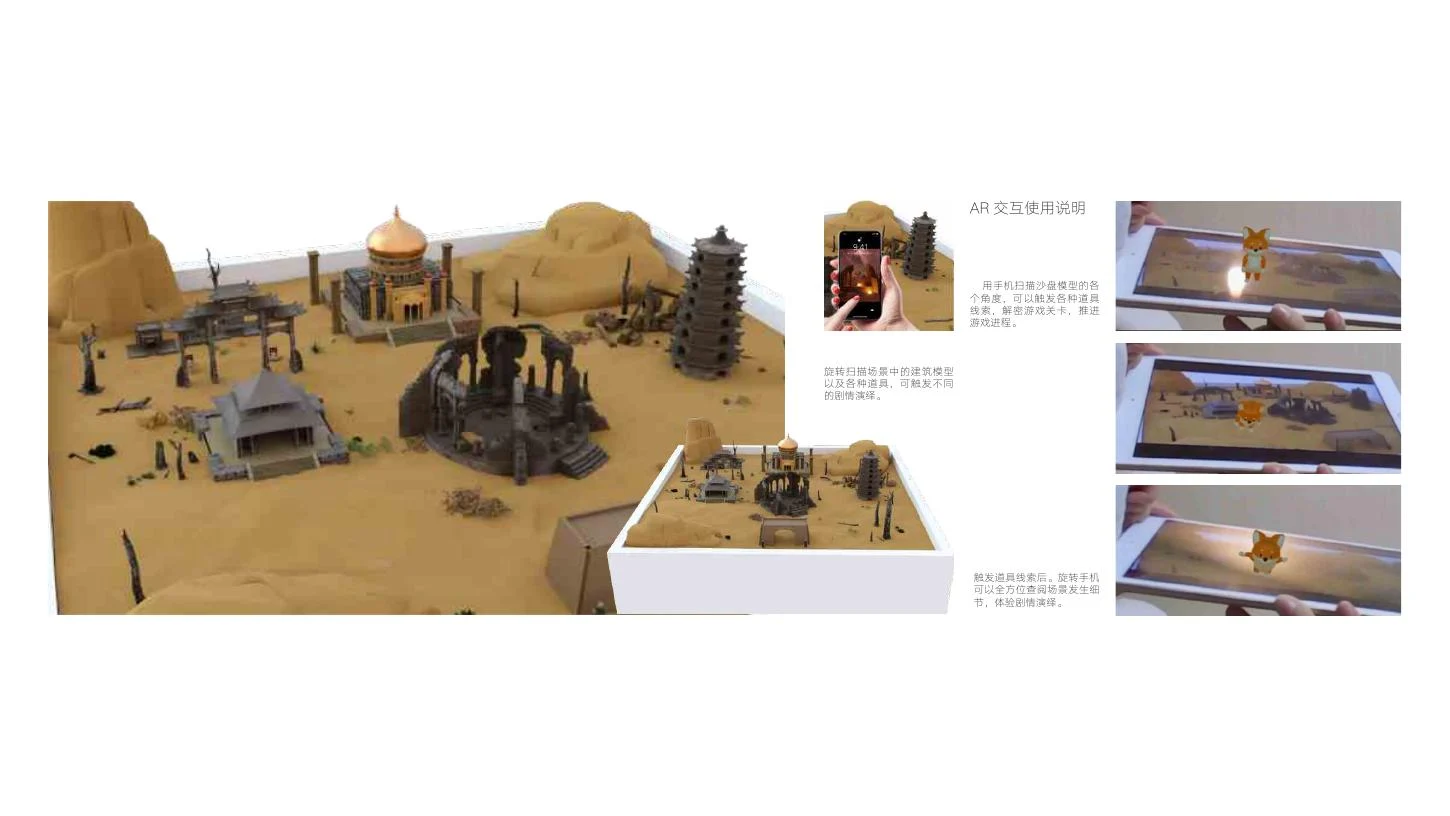 AR 交互使用说明
9:41
用手机扫描沙盘模型的各
个角度，可以触发各种道具
线索，解密游戏关卡，推进
游戏进程。
旋转扫描场景中的建筑模型
以及各种道具，可触发不同
的剧情演绎。
触发道具线索后。旋转手机
可以全方位查阅场景发生细
节，体验剧情演绎。